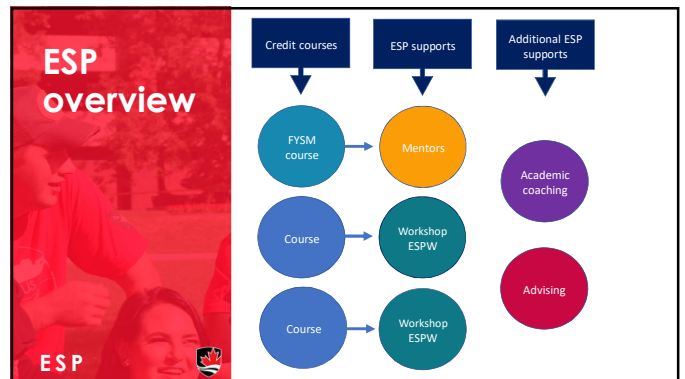 ESP
overview
Credit courses
ESP supports
Additional ESP
supports
FYSM
course
Mentors
Course
Workshop
ESPW
Course
Workshop
ESPW
Academic
coaching
Advising
ESP